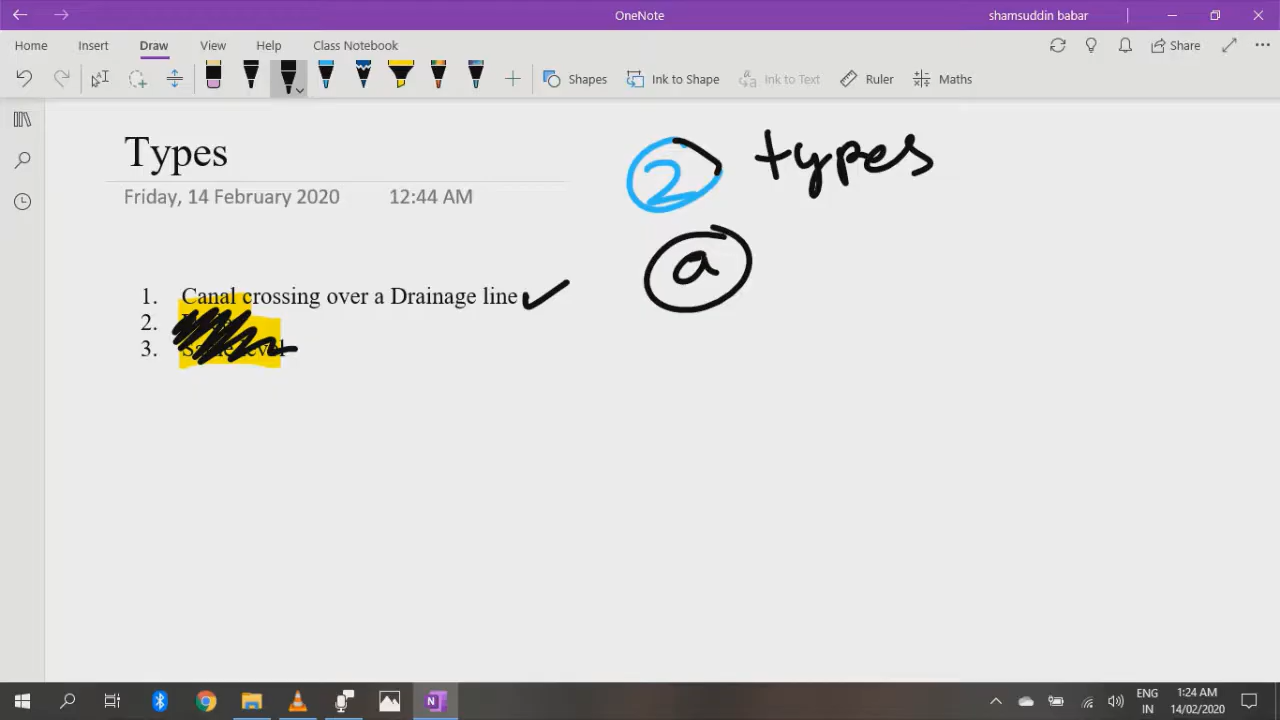 OneNote
shamsuddin babar
Home Insert Draw View Help Class Notebook
Share
Shapes Ink to Shape Ink to Text Ruler Maths
Types
Friday, 14 February 2020 12:44 AM
2 types
a
1. Canal crossing over a Drainage line
2.
3. Same level
ENG
IN
1:24 AM
14/02/2020